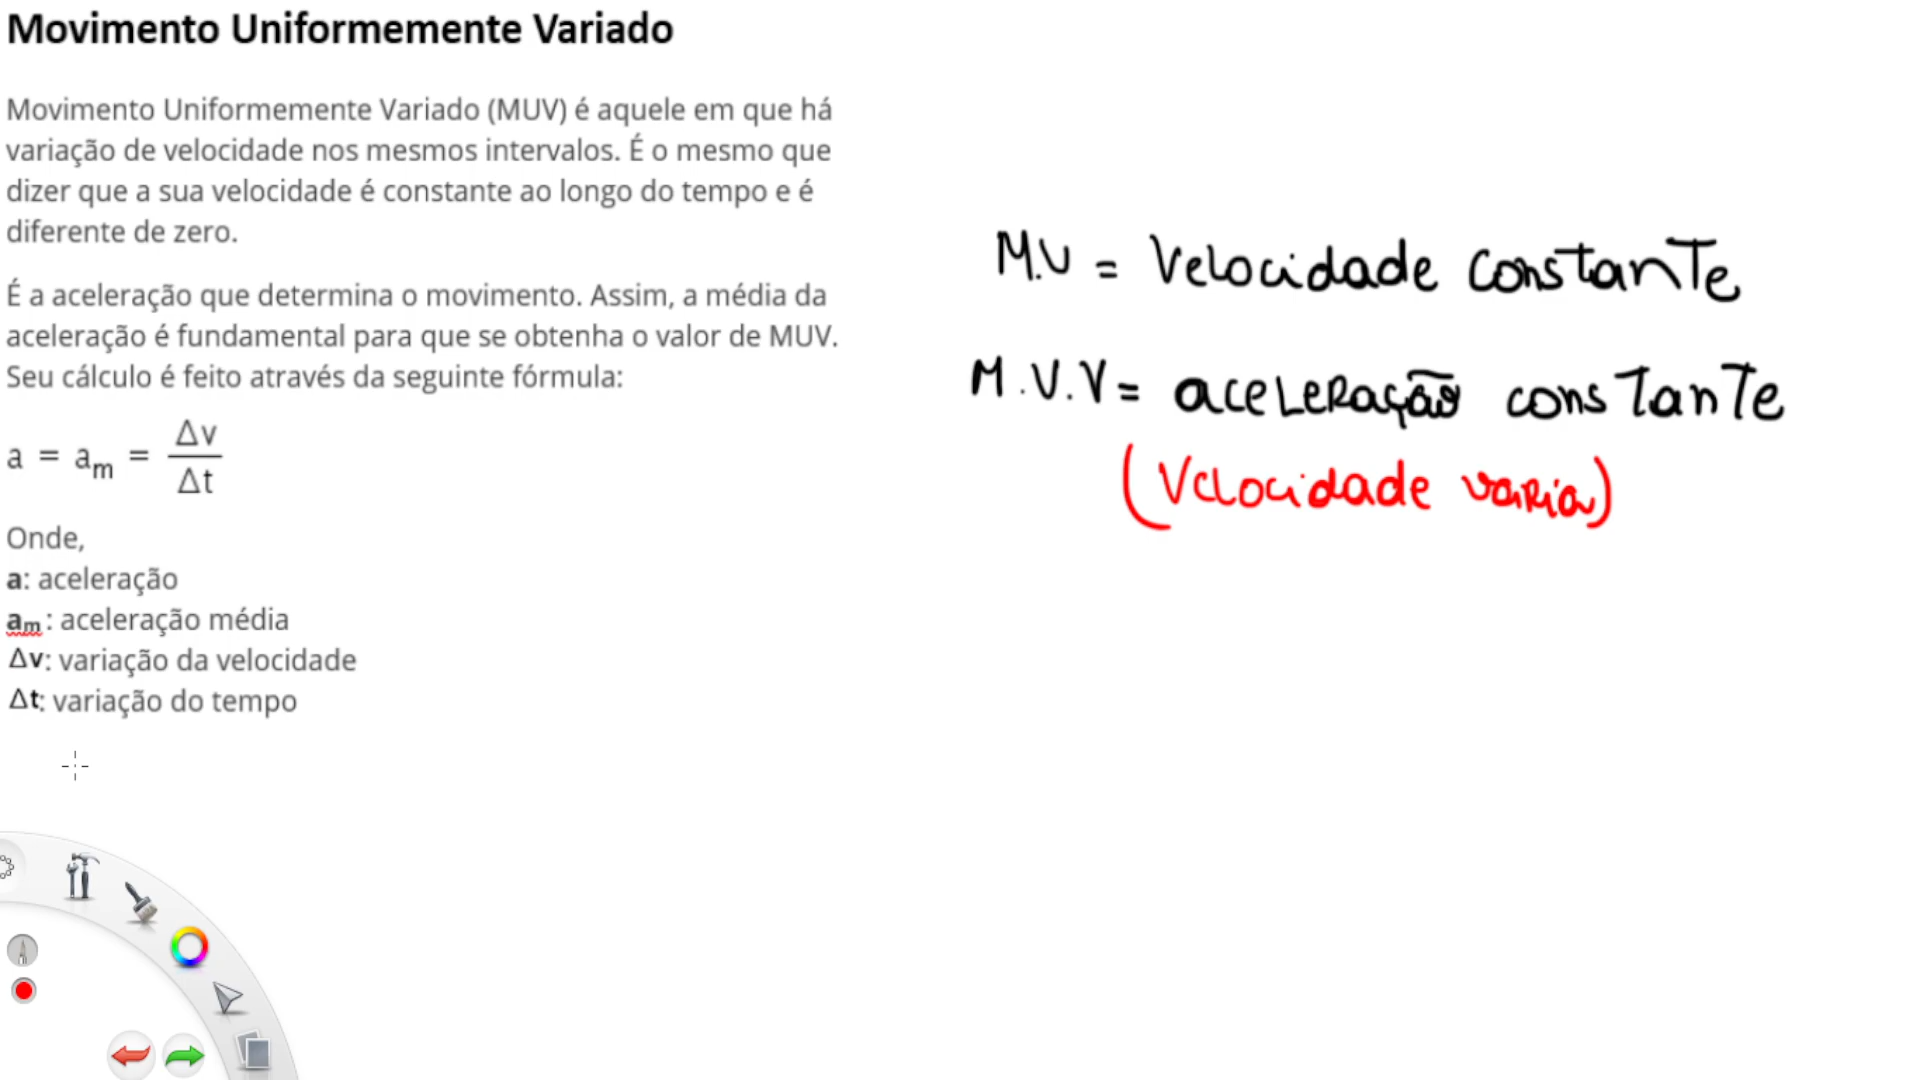 Movimento Uniformemente Variado
Movimento Uniformemente Variado (MUV) é aquele em que há
variação de velocidade nos mesmos intervalos. É o mesmo que
dizer que a sua velocidade é constante ao longo do tempo e é
diferente de zero.
É a aceleração que determina o movimento. Assim, a média da
aceleração é fundamental para que se obtenha o valor de MUV.
Seu cálculo é feito através da seguinte fórmula:
a = aₘ = Δv / Δt
Onde,
a: aceleração
aₘ: aceleração média
Δv: variação da velocidade
Δt: variação do tempo
M.U = Velocidade constante
M.U.V = aceleração constante
(Velocidade varia)